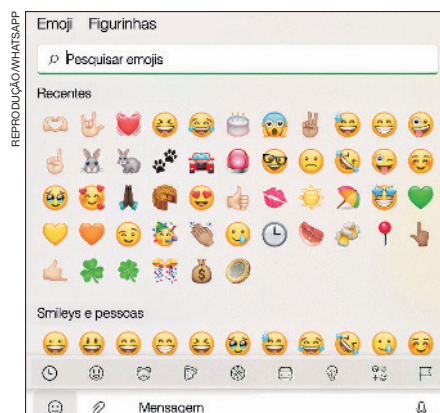 REPRODUÇÃO/WHATSAPP
Emoji Figurinhas
Pesquisar emojis
Recentes
Smileys e pessoas
Mensagem